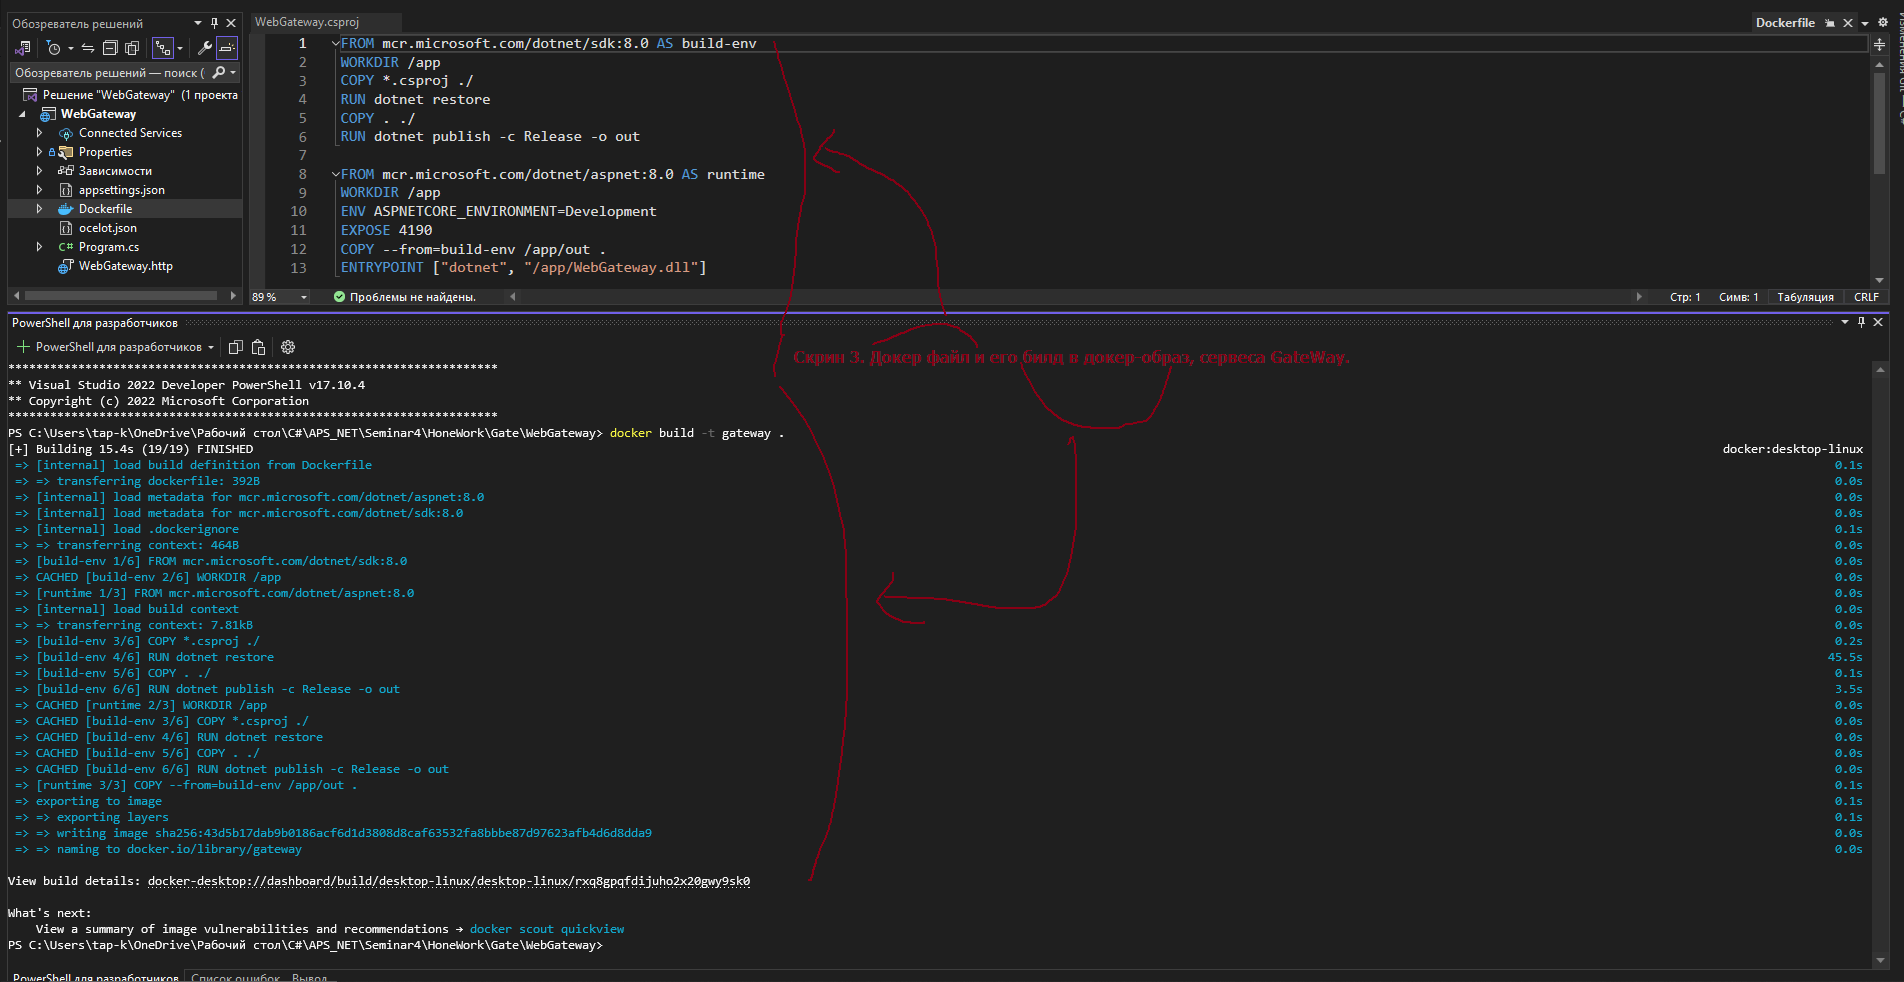 Обозреватель решений
Обозреватель решений — поиск (
Решение "WebGateway" (1 проекта
WebGateway
Connected Services
Properties
Зависимости
appsettings.json
Dockerfile
ocelot.json
C# Program.cs
WebGateway.http
WebGateway.csproj
Dockerfile
1 FROM mcr.microsoft.com/dotnet/sdk:8.0 AS build-env
2 WORKDIR /app
3 COPY *.csproj ./
4 RUN dotnet restore
5 COPY . ./
6 RUN dotnet publish -c Release -o out
7
8 FROM mcr.microsoft.com/dotnet/aspnet:8.0 AS runtime
9 WORKDIR /app
10 ENV ASPNETCORE_ENVIRONMENT=Development
11 EXPOSE 4190
12 COPY --from=build-env /app/out .
13 ENTRYPOINT ["dotnet", "/app/WebGateway.dll"]
89 % Проблемы не найдены. Стр: 1 Симв: 1 Табуляция CRLF
PowerShell для разработчиков
PowerShell для разработчиков
Скрин 3. Докер файл и его билд в докер-образ, сервеса GateWay.
**********************************************************************
** Visual Studio 2022 Developer PowerShell v17.10.4
** Copyright (c) 2022 Microsoft Corporation
**********************************************************************
PS C:\Users\tap-k\OneDrive\Рабочий стол\C#\APS_NET\Seminar4\HoneWork\Gate\WebGateway> docker build -t gateway .
[+] Building 15.4s (19/19) FINISHED docker:desktop-linux
=> [internal] load build definition from Dockerfile 0.1s
=> => transferring dockerfile: 392B 0.0s
=> [internal] load metadata for mcr.microsoft.com/dotnet/aspnet:8.0 0.0s
=> [internal] load metadata for mcr.microsoft.com/dotnet/sdk:8.0 0.0s
=> [internal] load .dockerignore 0.1s
=> => transferring context: 464B 0.0s
=> [build-env 1/6] FROM mcr.microsoft.com/dotnet/sdk:8.0 0.0s
=> CACHED [build-env 2/6] WORKDIR /app 0.0s
=> [runtime 1/3] FROM mcr.microsoft.com/dotnet/aspnet:8.0 0.0s
=> [internal] load build context 0.0s
=> => transferring context: 7.81kB 0.0s
=> [build-env 3/6] COPY *.csproj ./ 0.2s
=> [build-env 4/6] RUN dotnet restore 45.5s
=> [build-env 5/6] COPY . ./ 0.1s
=> [build-env 6/6] RUN dotnet publish -c Release -o out 3.5s
=> CACHED [runtime 2/3] WORKDIR /app 0.0s
=> CACHED [build-env 3/6] COPY *.csproj ./ 0.0s
=> CACHED [build-env 4/6] RUN dotnet restore 0.0s
=> CACHED [build-env 5/6] COPY . ./ 0.0s
=> CACHED [build-env 6/6] RUN dotnet publish -c Release -o out 0.0s
=> [runtime 3/3] COPY --from=build-env /app/out . 0.1s
=> exporting to image 0.1s
=> => exporting layers 0.1s
=> => writing image sha256:43d5b17dab9b0186acf6d1d3808d8caf63532fa8bbbe87d97623afb4d6d8dda9 0.0s
=> => naming to docker.io/library/gateway 0.0s
View build details: docker-desktop://dashboard/build/desktop-linux/desktop-linux/rxq8gpqfdijuho2x20gwy9sk0
What's next:
View a summary of image vulnerabilities and recommendations → docker scout quickview
PS C:\Users\tap-k\OneDrive\Рабочий стол\C#\APS_NET\Seminar4\HoneWork\Gate\WebGateway>
PowerShell для разработчиков Список ошибок Вывод